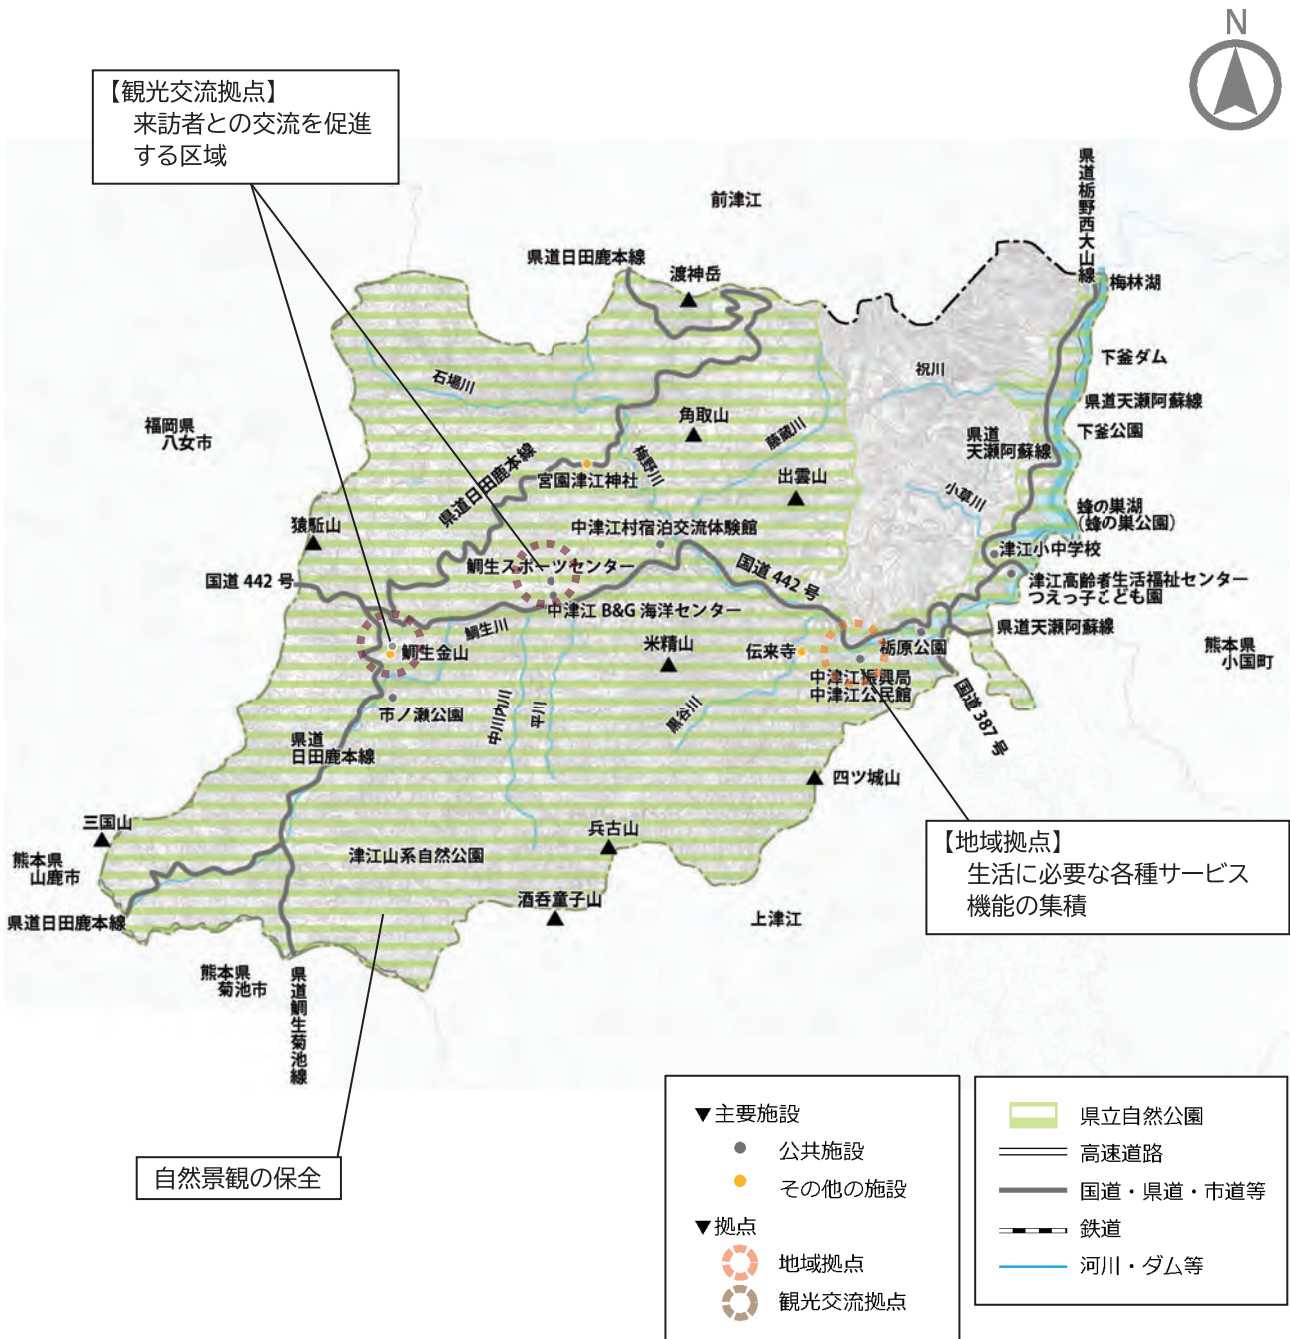 N
【観光交流拠点】
来訪者との交流を促進
する区域
前津江
県道栃野西大山線
県道日田鹿本線
渡神岳
梅林湖
下釜ダム
石場川
祝川
県道天瀬阿蘇線
福岡県
八女市
角取山
藤蔵川
県道
天瀬阿蘇線
下釜公園
県道日田鹿本線
宮園津江神社
梅野川
出雲山
小草川
蜂の巣湖
(蜂の巣公園)
猿駈山
中津江村宿泊交流体験館
津江小中学校
国道 442 号
鯛生スポーツセンター
国道 442 号
津江高齢者生活福祉センター
つえっ子こども園
中津江 B&G 海洋センター
鯛生川
県道天瀬阿蘇線
鯛生金山
米精山
伝来寺
栃原公園
熊本県
小国町
中津江振興局
中津江公民館
市ノ瀬公園
中川内川
平川
黒谷川
国道 387 号
県道
日田鹿本線
四ツ城山
三国山
兵古山
【地域拠点】
生活に必要な各種サービス
機能の集積
熊本県
山鹿市
津江山系自然公園
酒呑童子山
上津江
県道日田鹿本線
熊本県
菊池市
県道鯛生菊池線
自然景観の保全
▼主要施設
公共施設
その他の施設
▼拠点
地域拠点
観光交流拠点
県立自然公園
高速道路
国道・県道・市道等
鉄道
河川・ダム等